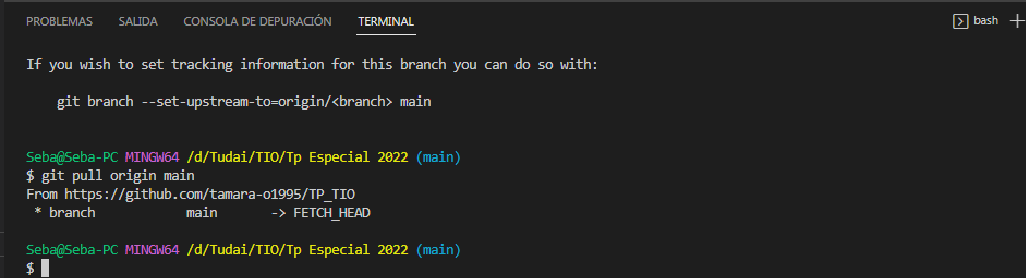 PROBLEMAS SALIDA CONSOLA DE DEPURACIÓN TERMINAL bash
If you wish to set tracking information for this branch you can do so with:
git branch --set-upstream-to=origin/<branch> main
Seba@Seba-PC MINGW64 /d/Tudai/TIO/Tp Especial 2022 (main)
$ git pull origin main
From https://github.com/tamara-o1995/TP_TIO
* branch main -> FETCH_HEAD
Seba@Seba-PC MINGW64 /d/Tudai/TIO/Tp Especial 2022 (main)
$